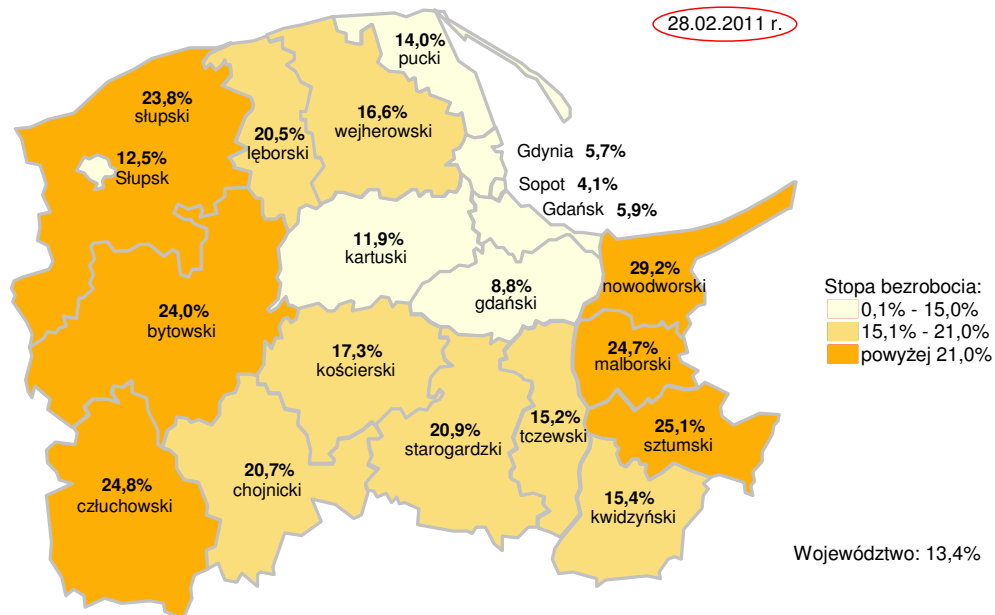 28.02.2011 r.
14,0%
pucki
23,8%
słupski
16,6%
wejherowski
20,5%
lęborski
12,5%
Słupsk
Gdynia 5,7%
Sopot 4,1%
Gdańsk 5,9%
11,9%
kartuski
8,8%
gdański
29,2%
nowodworski
24,0%
bytowski
Stopa bezrobocia:
0,1% - 15,0%
15,1% - 21,0%
powyżej 21,0%
17,3%
kościerski
24,7%
malborski
20,9%
starogardzki
15,2%
tczewski
25,1%
sztumski
24,8%
człuchowski
20,7%
chojnicki
15,4%
kwidzyński
Województwo: 13,4%